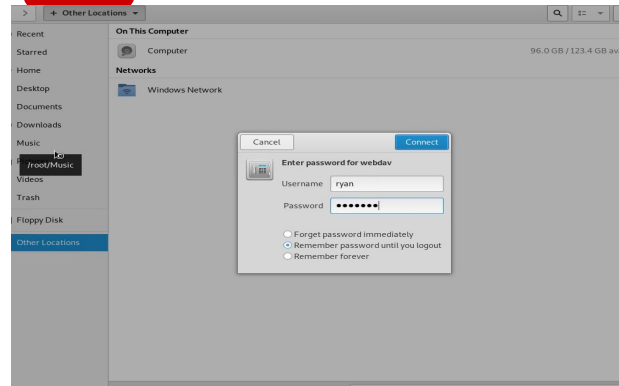 + Other Locations
Recent
Starred
Home
Desktop
Documents
Downloads
Music
/root/Music
Videos
Trash
Floppy Disk
Other Locations
On This Computer
Computer
96.0 GB / 123.4 GB av
Networks
Windows Network
Cancel
Connect
Enter password for webdav
Username ryan
Password •••••••
Forget password immediately
Remember password until you logout
Remember forever